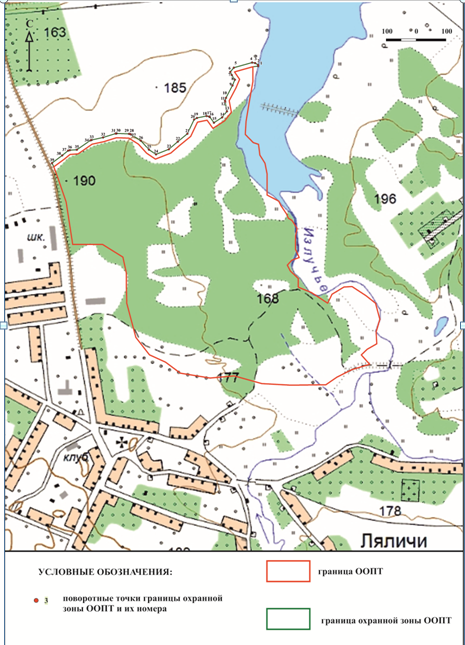 163
С
100
0
100
185
190
196
шк.
Излучье
168
177
клуб
178
Ляличи
УСЛОВНЫЕ ОБОЗНАЧЕНИЯ:
3
поворотные точки границы охранной
зоны ООПТ и их номера
граница ООПТ
граница охранной зоны ООПТ